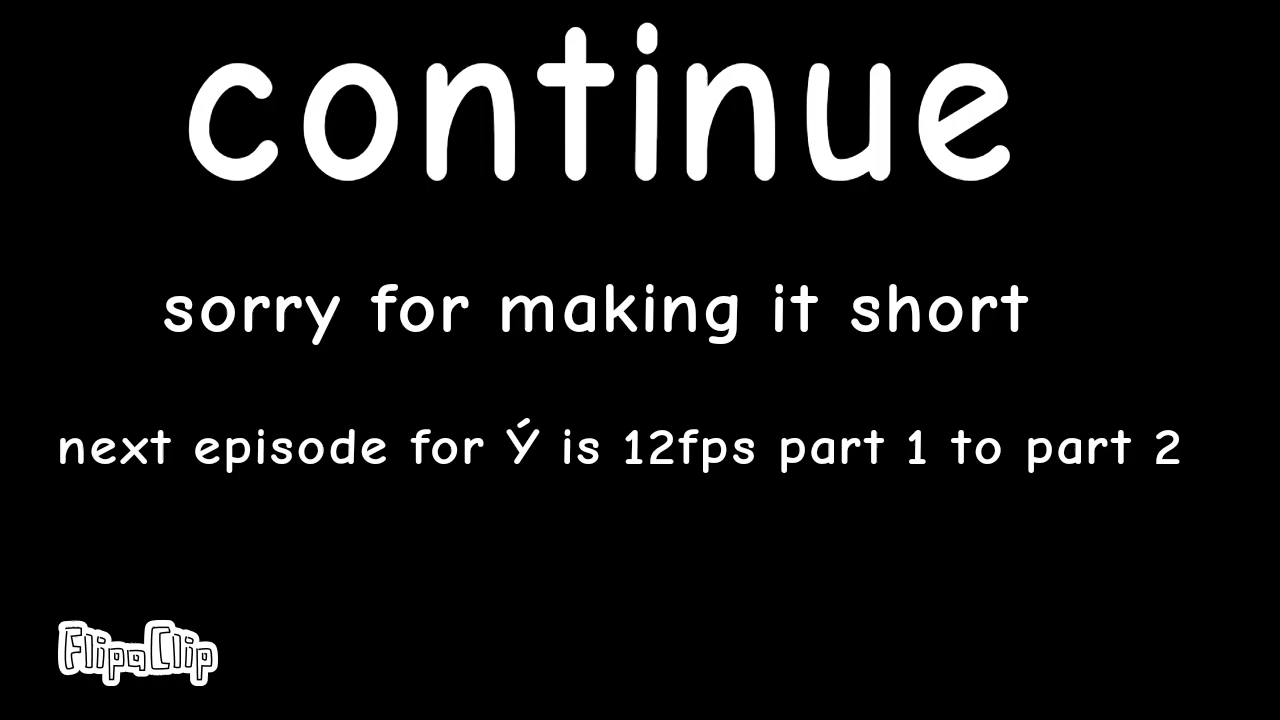 continue
sorry for making it short
next episode for Ý is 12fps part 1 to part 2
FlipaClip